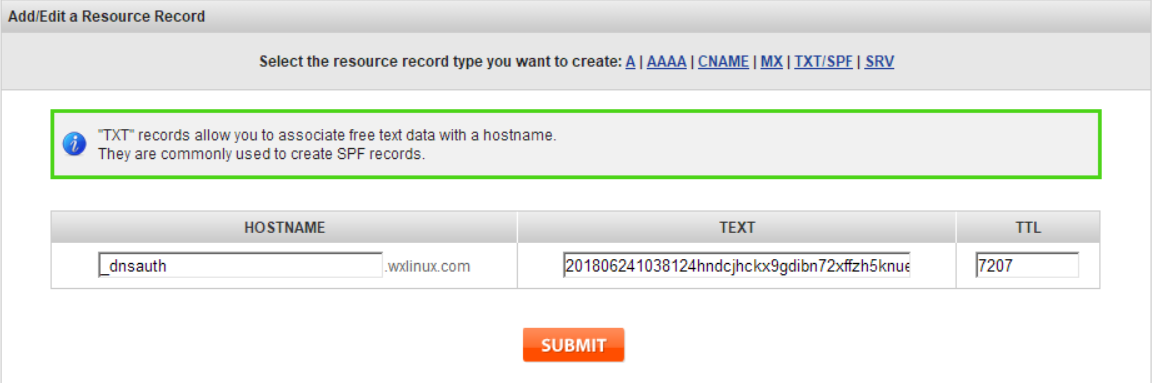 Add/Edit a Resource Record
Select the resource record type you want to create: A | AAAA | CNAME | MX | TXT/SPF | SRV
"TXT" records allow you to associate free text data with a hostname.
They are commonly used to create SPF records.
HOSTNAME TEXT TTL
_dnsauth .wxlinux.com 201806241038124hndcjhckx9gdibn72xffzh5knue 7207
SUBMIT